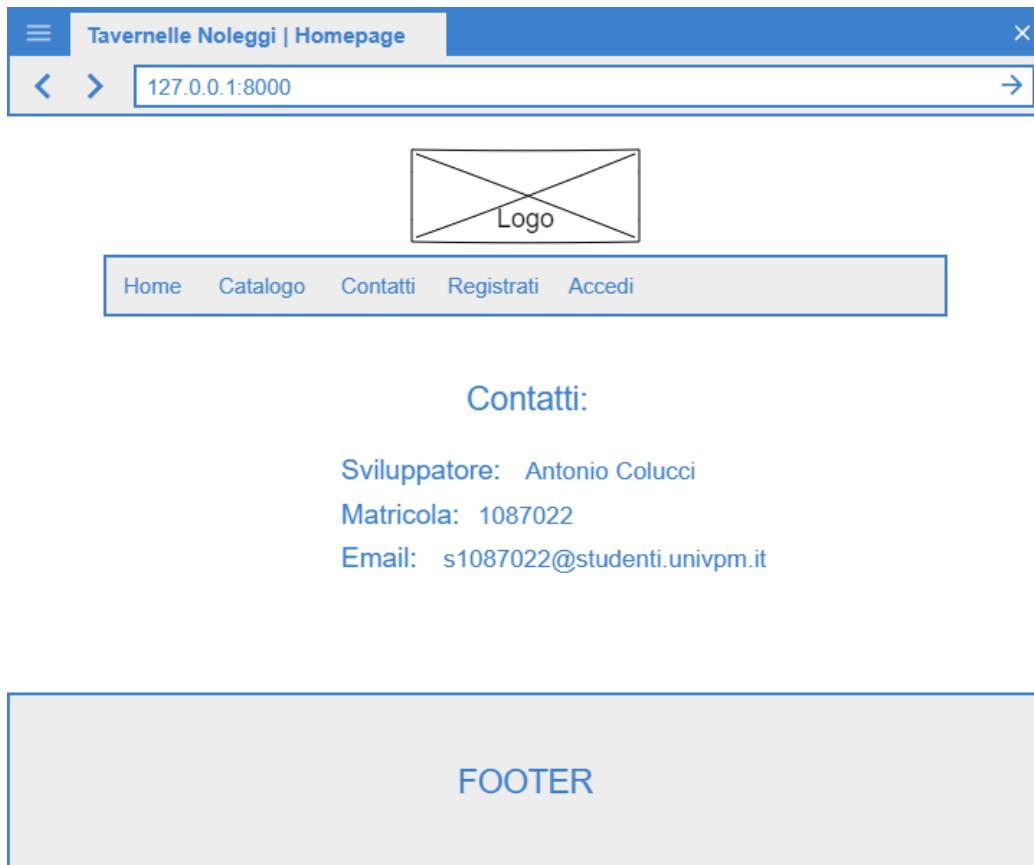 Tavernelle Noleggi | Homepage
127.0.0.1:8000
Logo
Home Catalogo Contatti Registrati Accedi
Contatti:
Sviluppatore: Antonio Colucci
Matricola: 1087022
Email: s1087022@studenti.univpm.it
FOOTER